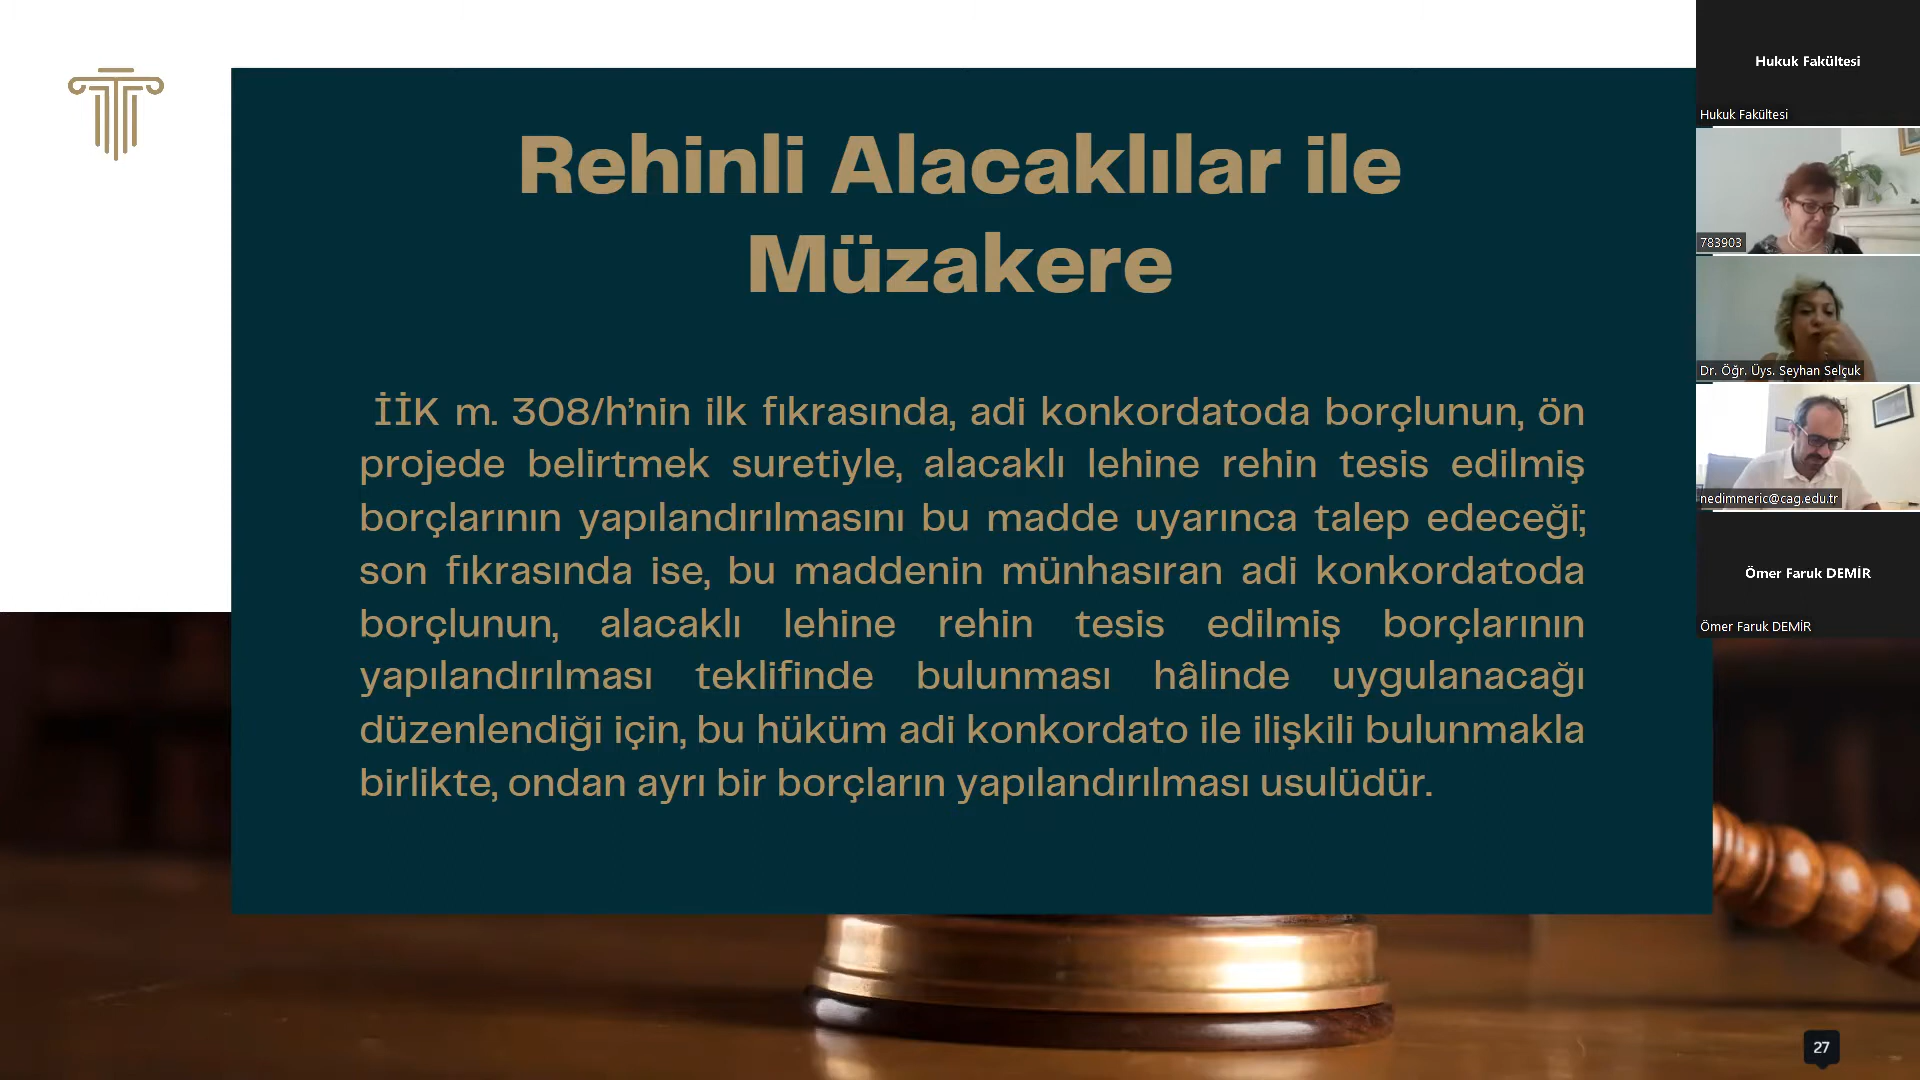 Rehinli Alacaklılar ile
Müzakere
İİK m. 308/h’nin ilk fıkrasında, adi konkordatoda borçlunun, ön
projede belirtmek suretiyle, alacaklı lehine rehin tesis edilmiş
borçlarının yapılandırılmasını bu madde uyarınca talep edeceği;
son fıkrasında ise, bu maddenin münhasıran adi konkordatoda
borçlunun, alacaklı lehine rehin tesis edilmiş borçlarının
yapılandırılması teklifinde bulunması hâlinde uygulanacağı
düzenlendiği için, bu hüküm adi konkordato ile ilişkili bulunmakla
birlikte, ondan ayrı bir borçların yapılandırılması usulüdür.
Hukuk Fakültesi
Hukuk Fakültesi
783903
Dr. Öğr. Üys. Seyhan Selçuk
nedimmeric@cag.edu.tr
Ömer Faruk DEMİR
Ömer Faruk DEMİR
27